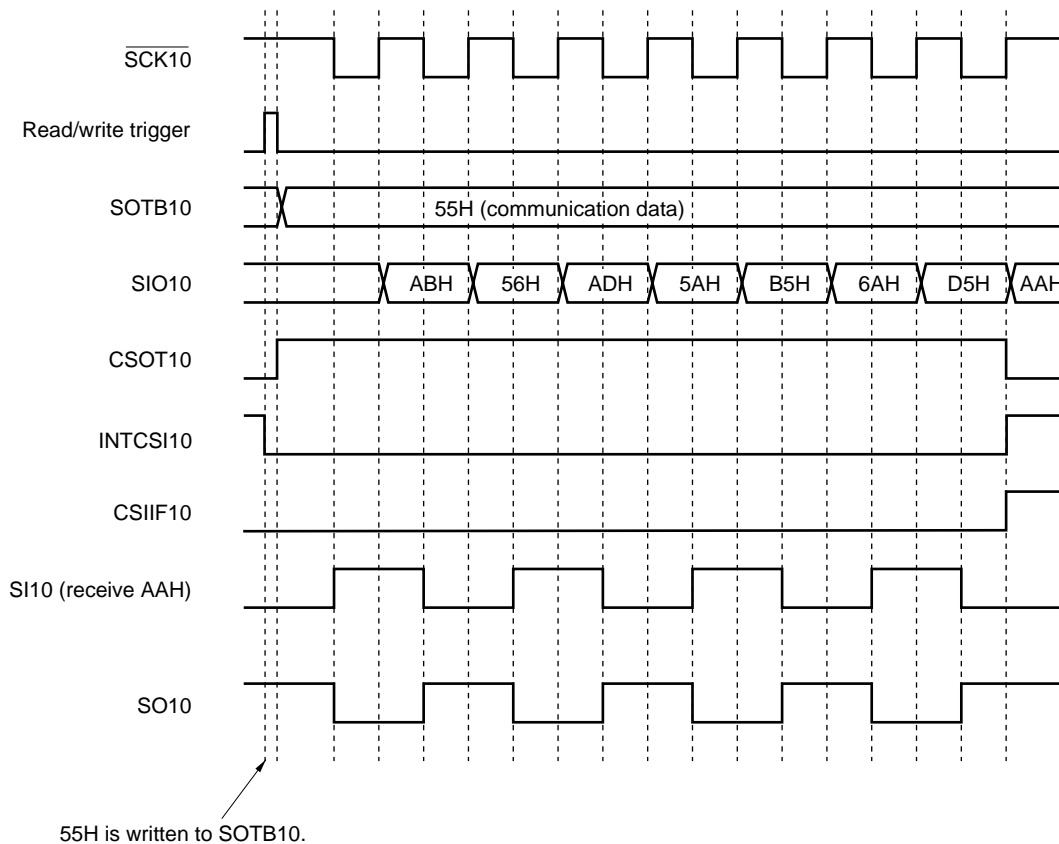 SCK10
Read/write trigger
SOTB10
55H (communication data)
SIO10
ABH 56H ADH 5AH B5H 6AH D5H AAH
CSOT10
INTCSI10
CSIIF10
SI10 (receive AAH)
SO10
55H is written to SOTB10.